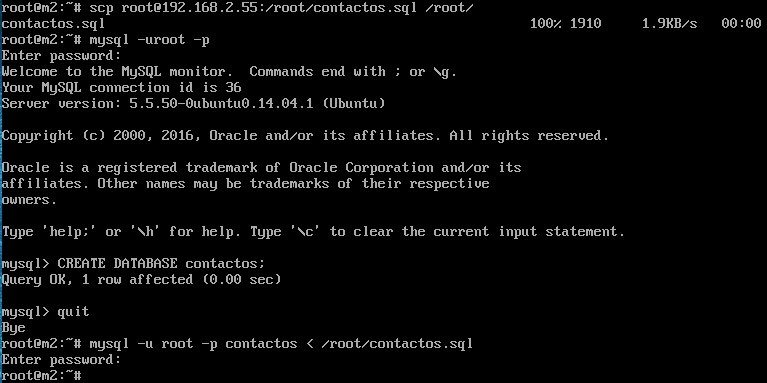 root@m2:~# scp root@192.168.2.55:/root/contactos.sql /root/
contactos.sql 100% 1910 1.9KB/s 00:00
root@m2:~# mysql -uroot -p
Enter password:
Welcome to the MySQL monitor.  Commands end with ; or \g.
Your MySQL connection id is 36
Server version: 5.5.50-0ubuntu0.14.04.1 (Ubuntu)
Copyright (c) 2000, 2016, Oracle and/or its affiliates. All rights reserved.
Oracle is a registered trademark of Oracle Corporation and/or its
affiliates. Other names may be trademarks of their respective
owners.
Type 'help;' or '\h' for help. Type '\c' to clear the current input statement.
mysql> CREATE DATABASE contactos;
Query OK, 1 row affected (0.00 sec)
mysql> quit
Bye
root@m2:~# mysql -u root -p contactos < /root/contactos.sql
Enter password:
root@m2:~#